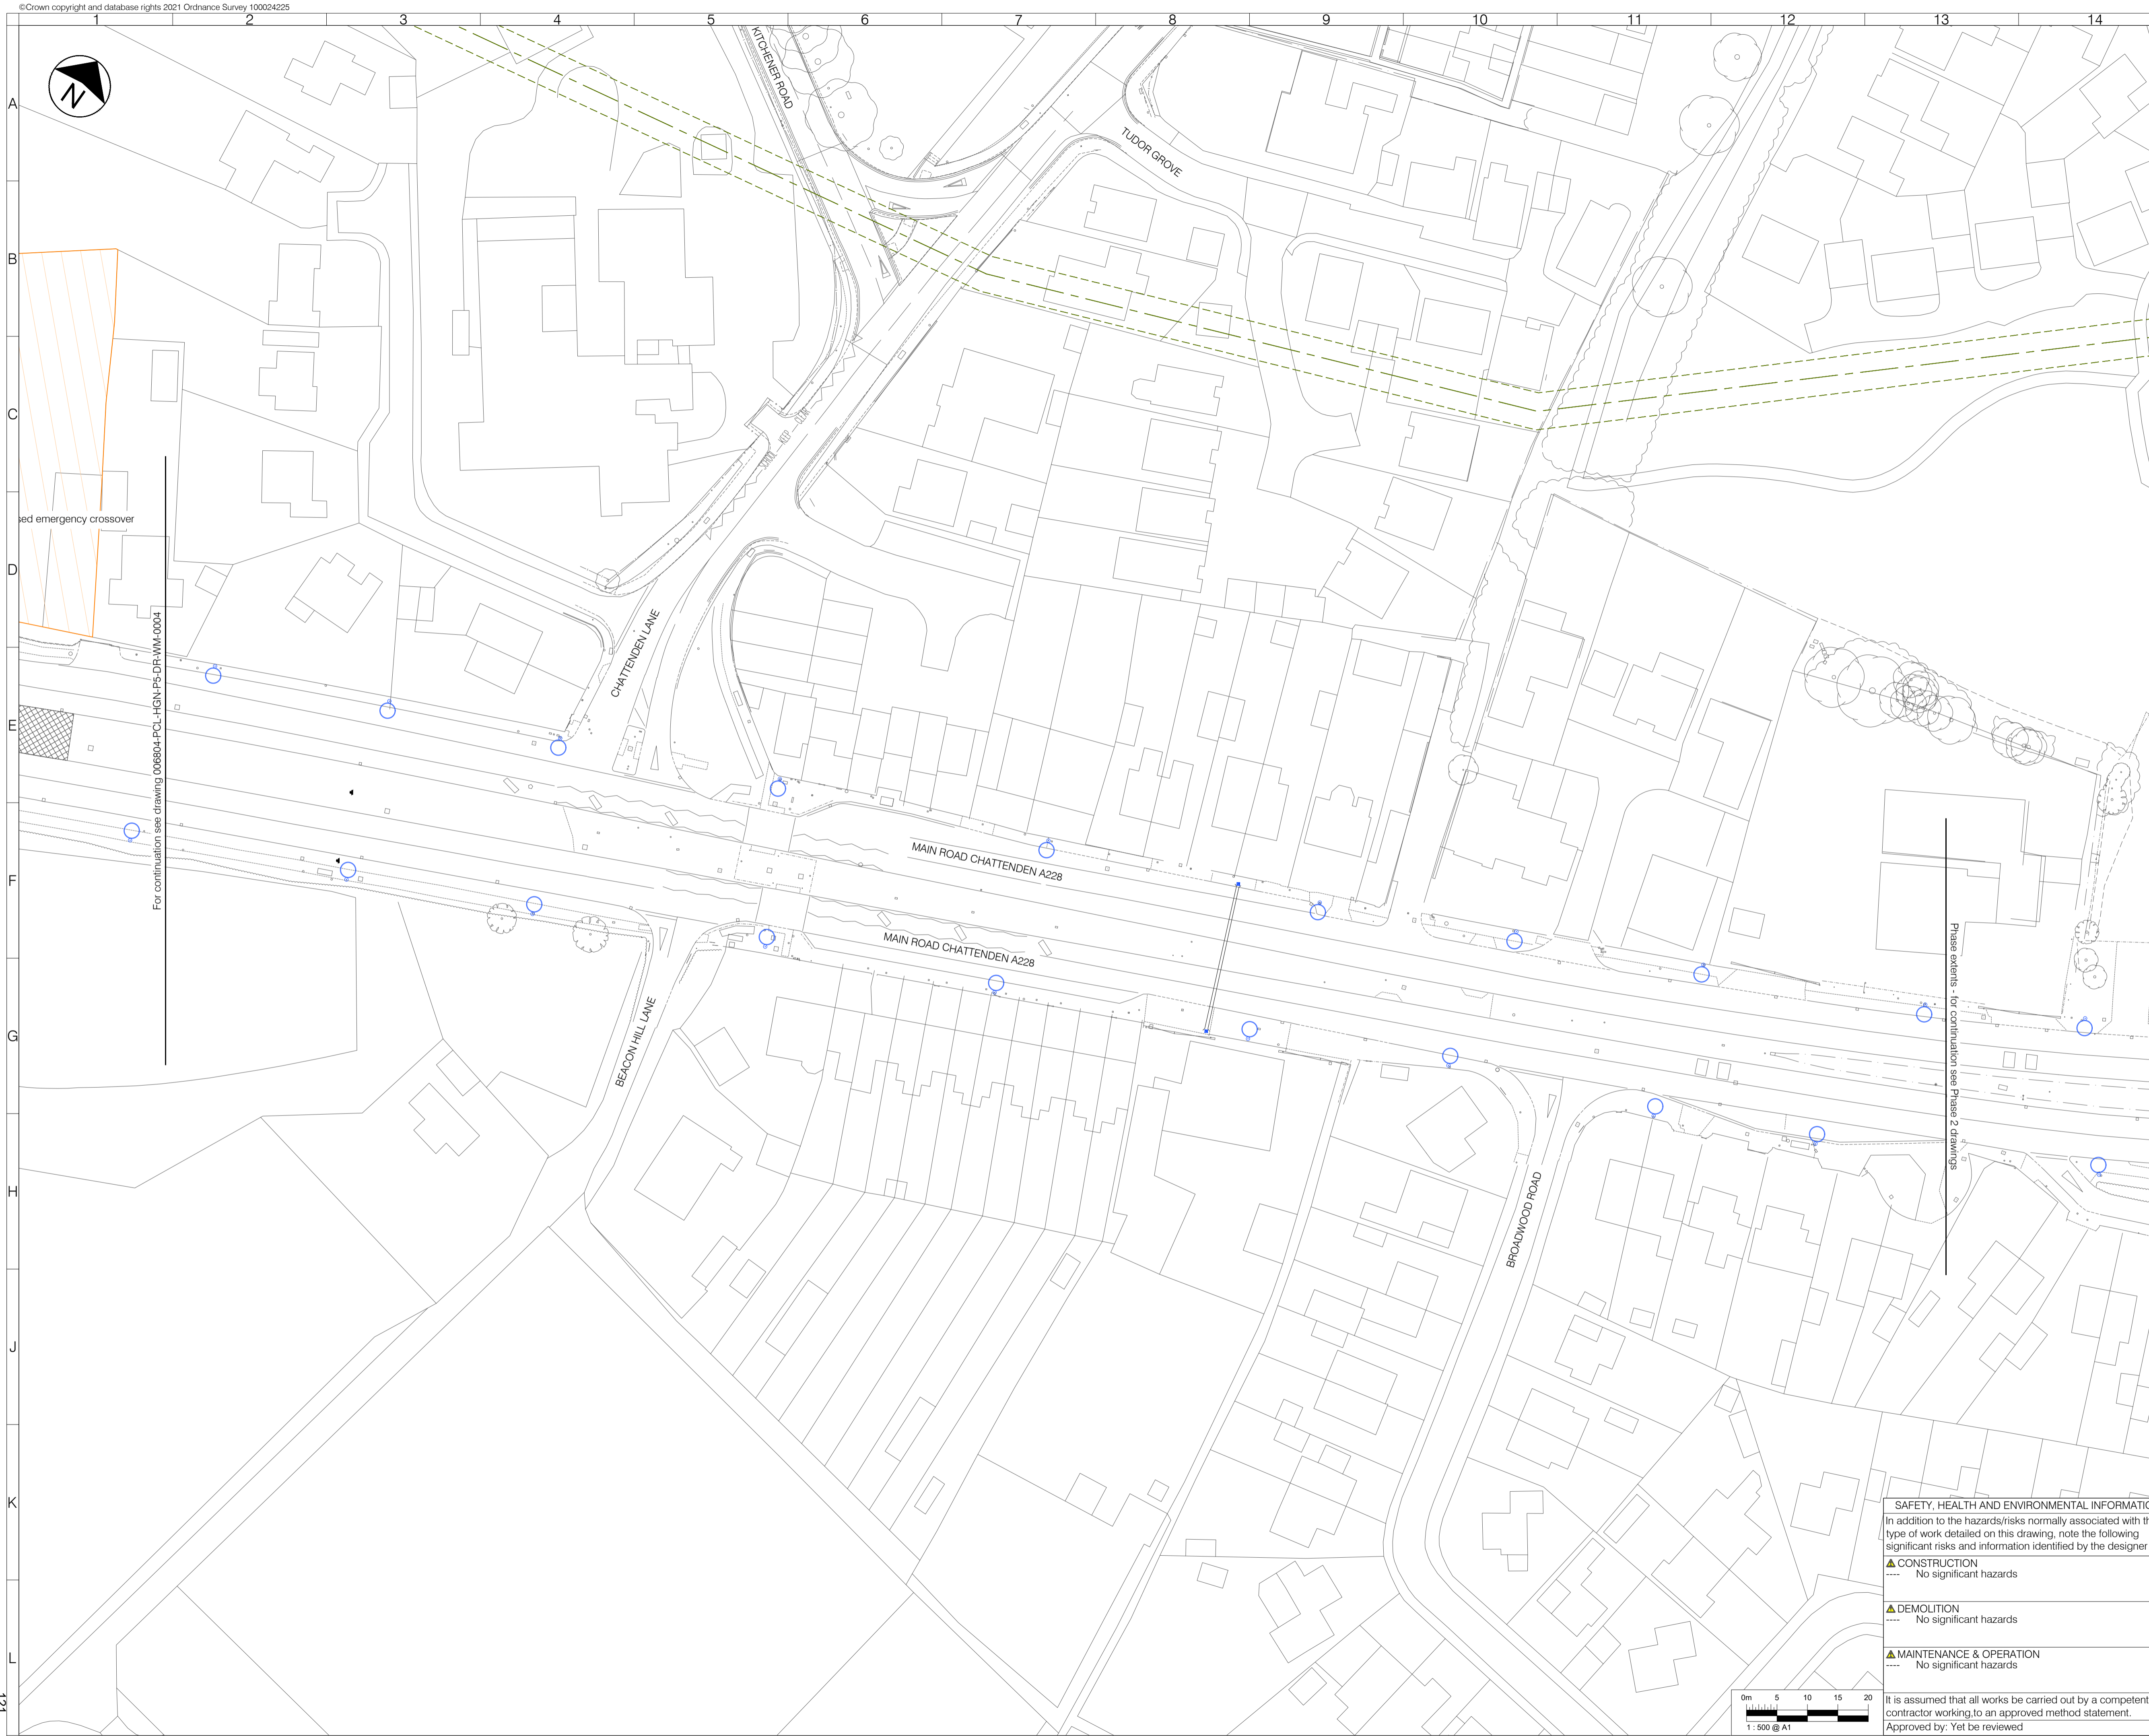 ©Crown copyright and database rights 2021 Ordnance Survey 100024225
1 2 3 4 5 6 7 8 9 10 11 12 13 14
A
B
C
D
E
F
G
H
J
K
L
N
KITCHENER ROAD
TUDOR GROVE
sed emergency crossover
For continuation see drawing 006804-PCL-HGN-P5-DR-WM-0004
CHATTENDEN LANE
MAIN ROAD CHATTENDEN A228
MAIN ROAD CHATTENDEN A228
BEACON HILL LANE
BROADWOOD ROAD
Phase extents - for continuation see Phase 2 drawings
SAFETY, HEALTH AND ENVIRONMENTAL INFORMATIO
In addition to the hazards/risks normally associated with th
type of work detailed on this drawing, note the following
significant risks and information identified by the designer
CONSTRUCTION
---- No significant hazards
DEMOLITION
---- No significant hazards
MAINTENANCE & OPERATION
---- No significant hazards
It is assumed that all works be carried out by a competent
contractor working,to an approved method statement.
Approved by: Yet be reviewed
0m 5 10 15 20
1 : 500 @ A1
121